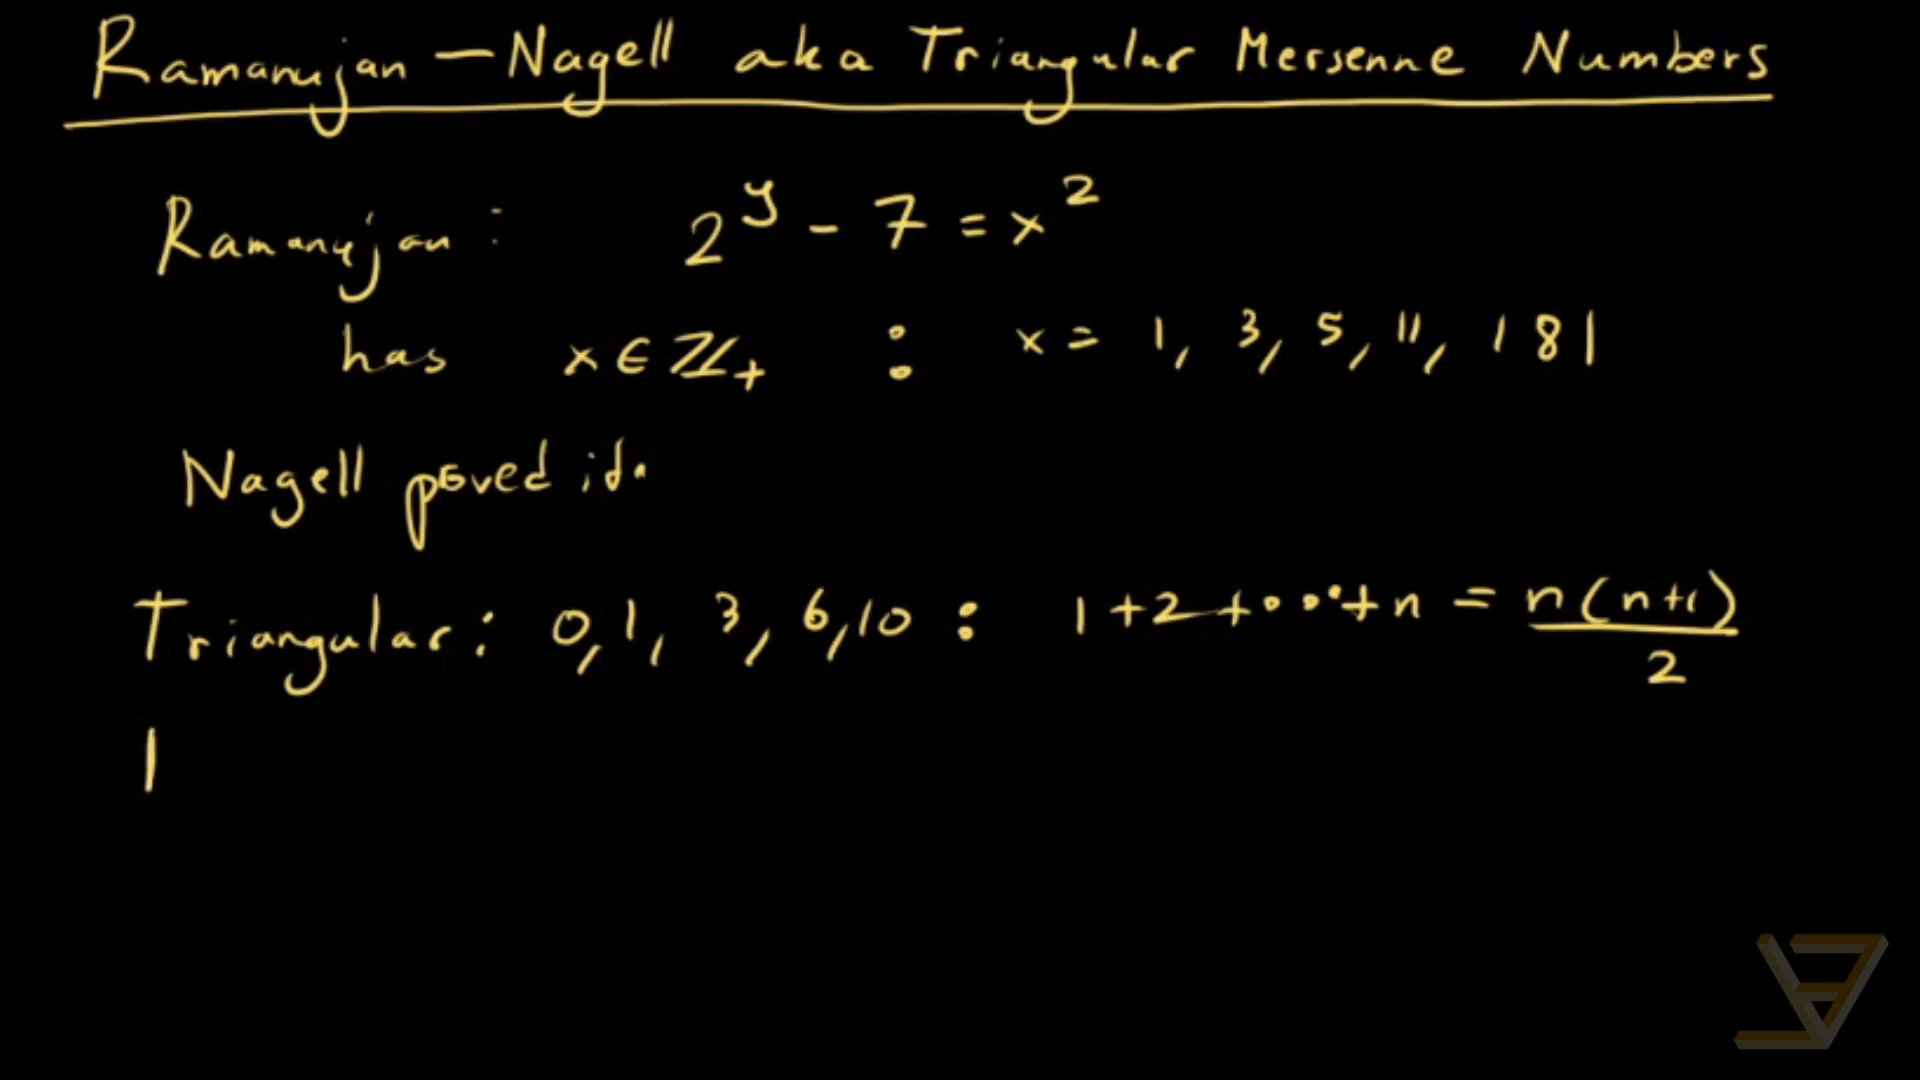 Ramanujan — Nagell aka Triangular Mersenne Numbers
Ramanujan : 2^y - 7 = x^2
has x ∈ ℤ₊ : x = 1, 3, 5, 11, 181
Nagell proved it.
Triangular: 0, 1, 3, 6, 10 : 1 + 2 + ... + n = n(n+1)/2